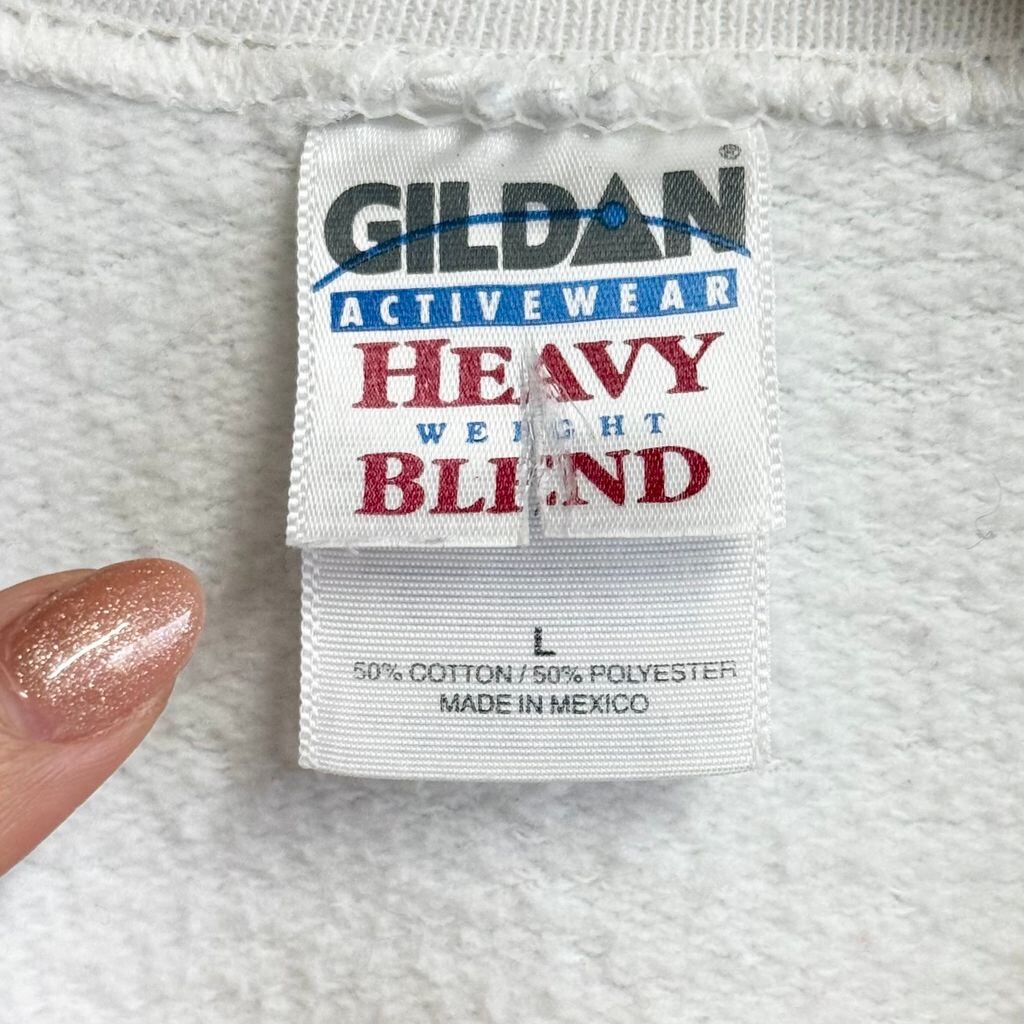 GILDAN®
ACTIVEWEAR
HEAVY
WEIGHT
BLEND
L
50% COTTON / 50% POLYESTER
MADE IN MEXICO